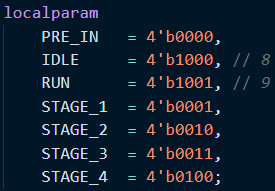 localparam
PRE_IN = 4'b0000,
IDLE = 4'b1000, // 8
RUN = 4'b1001, // 9
STAGE_1 = 4'b0001,
STAGE_2 = 4'b0010,
STAGE_3 = 4'b0011,
STAGE_4 = 4'b0100;